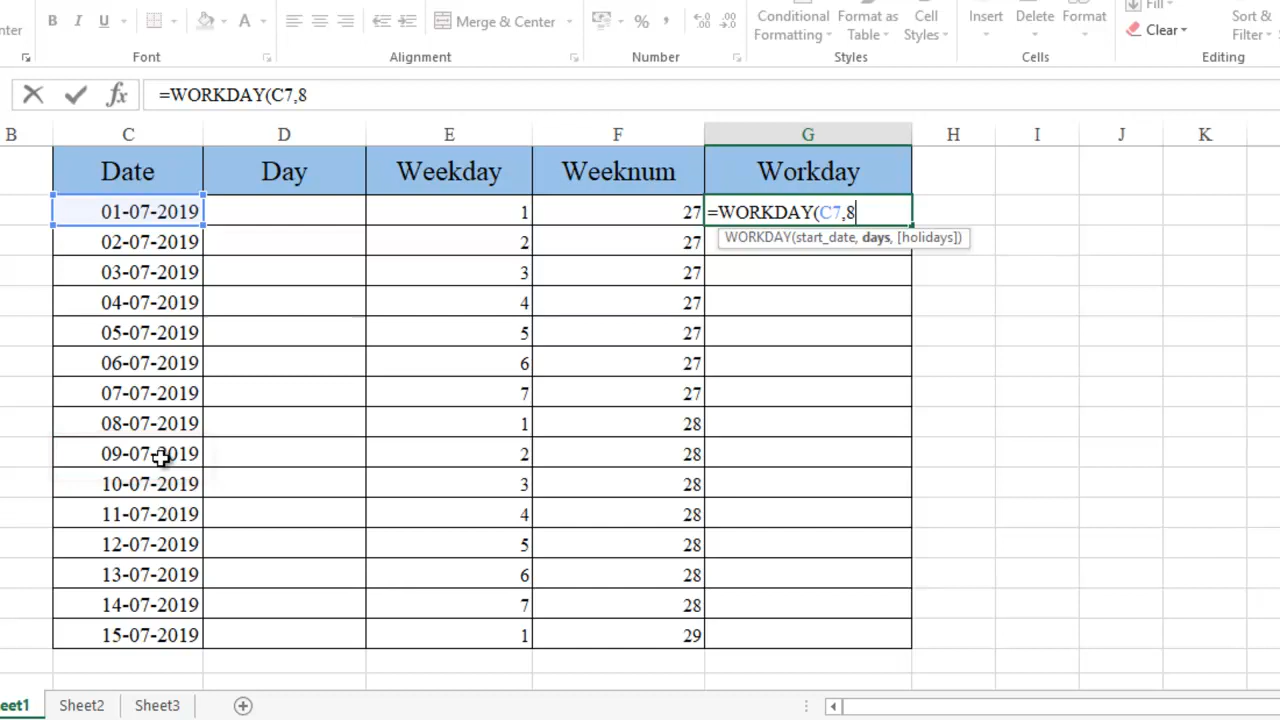 B I U A Merge & Center % , Conditional Format as Cell Insert Delete Format Fill Sort &
Formatting Table Styles Clear Filter
Font Alignment Number Styles Cells Editing
fx =WORKDAY(C7,8
B C D E F G H I J K
Date Day Weekday Weeknum Workday
01-07-2019 1 27 =WORKDAY(C7,8
WORKDAY(start_date, days, [holidays])
02-07-2019 2 27
03-07-2019 3 27
04-07-2019 4 27
05-07-2019 5 27
06-07-2019 6 27
07-07-2019 7 27
08-07-2019 1 28
09-07-2019 2 28
10-07-2019 3 28
11-07-2019 4 28
12-07-2019 5 28
13-07-2019 6 28
14-07-2019 7 28
15-07-2019 1 29
eet1 Sheet2 Sheet3